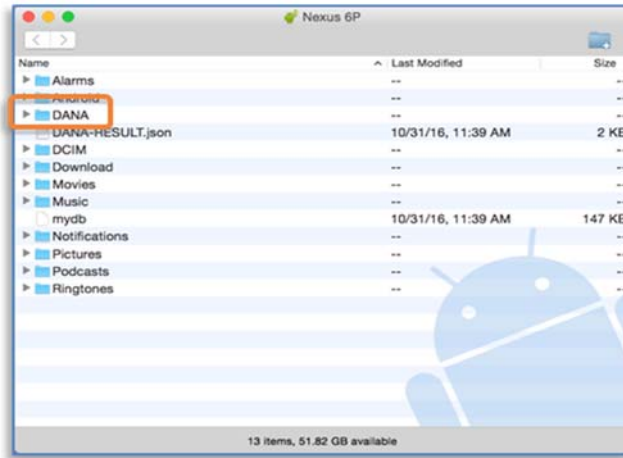 Nexus 6P
Name Last Modified Size
Alarms --
Android --
DANA --
DANA-RESULT.json 10/31/16, 11:39 AM 2 KE
DCIM --
Download --
Movies --
Music --
mydb 10/31/16, 11:39 AM 147 KE
Notifications --
Pictures --
Podcasts --
Ringtones --
13 items, 51.82 GB available